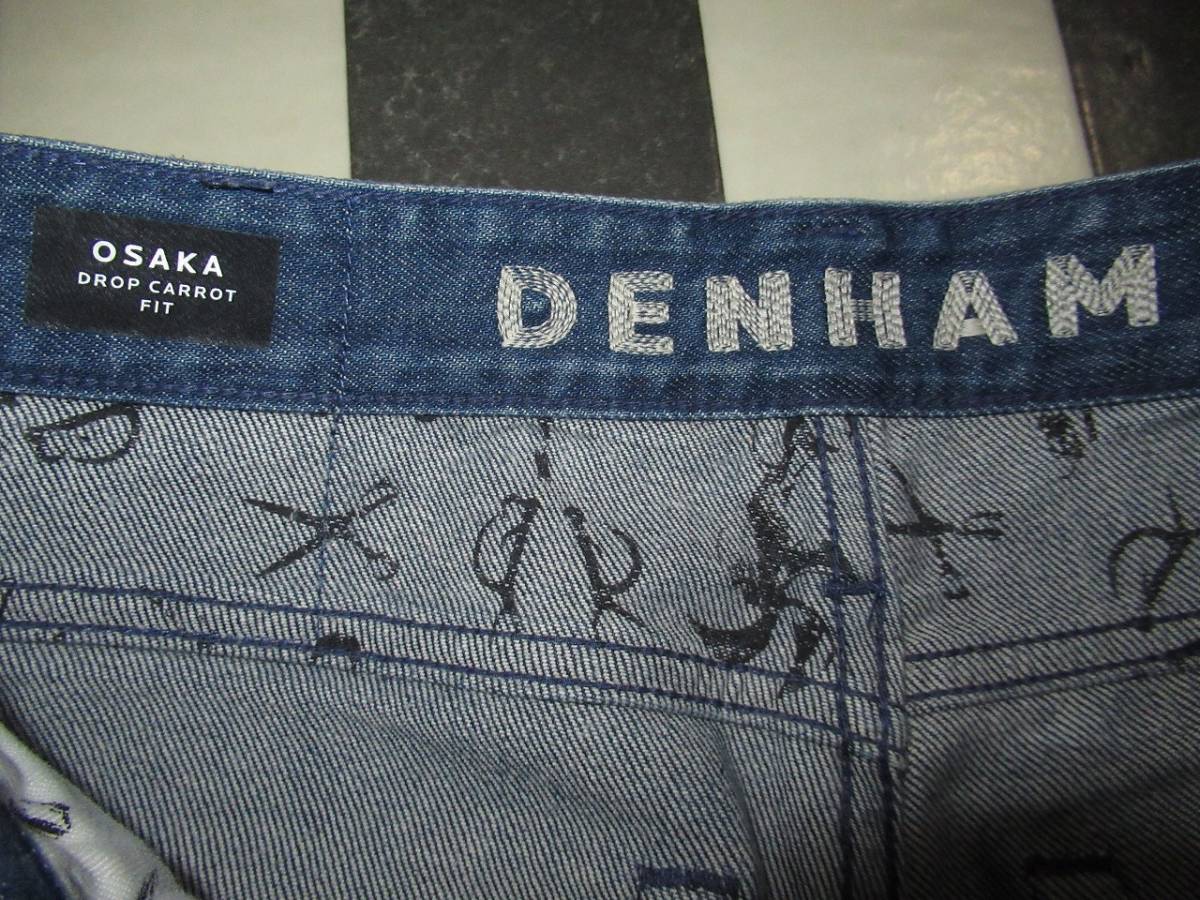 OSAKA
DROP CARROT
FIT
DENHAM